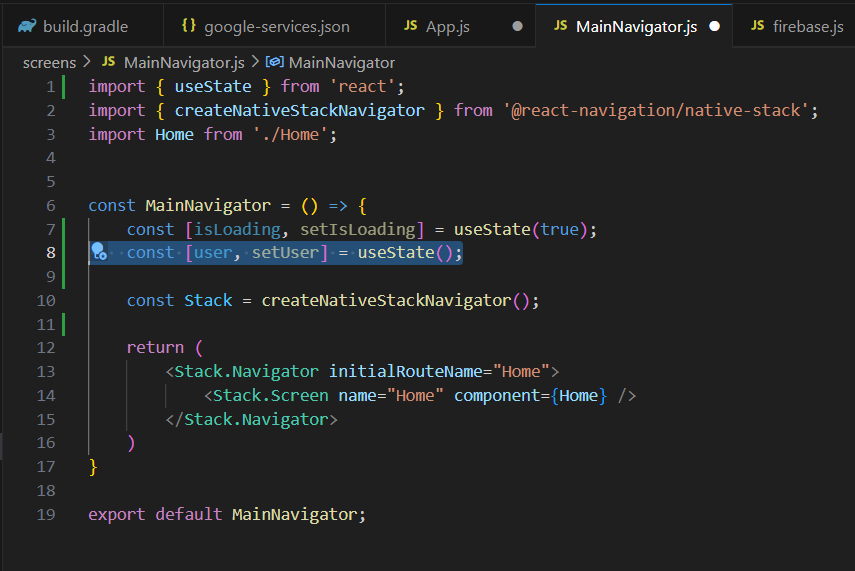 build.gradle
{} google-services.json
JS App.js
JS MainNavigator.js
JS firebase.js
screens > JS MainNavigator.js > MainNavigator
1 import { useState } from 'react';
2 import { createNativeStackNavigator } from '@react-navigation/native-stack';
3 import Home from './Home';
4
5
6 const MainNavigator = () => {
7 const [isLoading, setIsLoading] = useState(true);
8 const [user, setUser] = useState();
9
10 const Stack = createNativeStackNavigator();
11
12 return (
13 <Stack.Navigator initialRouteName="Home">
14 <Stack.Screen name="Home" component={Home} />
15 </Stack.Navigator>
16 )
17 }
18
19 export default MainNavigator;